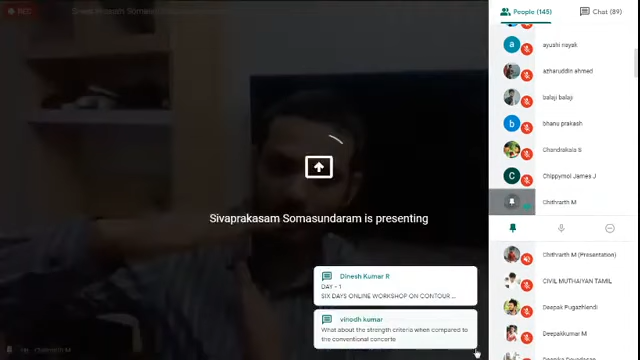 REC
People (145)
Chat (89)
a
ayushi nayak
azharuddin ahmed
balaji balaji
b
bhanu prakash
Chandrakala S
C
Chippymol James J
Chithrarth M
Sivaprakasam Somasundaram is presenting
Chithrarth M (Presentation)
CIVIL MUTHAIYAN TAMIL
Deepak Pugazhlendi
Deepakkumar M
Dinesh Kumar R
DAY - 1
SIX DAYS ONLINE WORKSHOP ON CONTOUR ...
vinodh kumar
What about the strength criteria when compared to
the conventional concerte